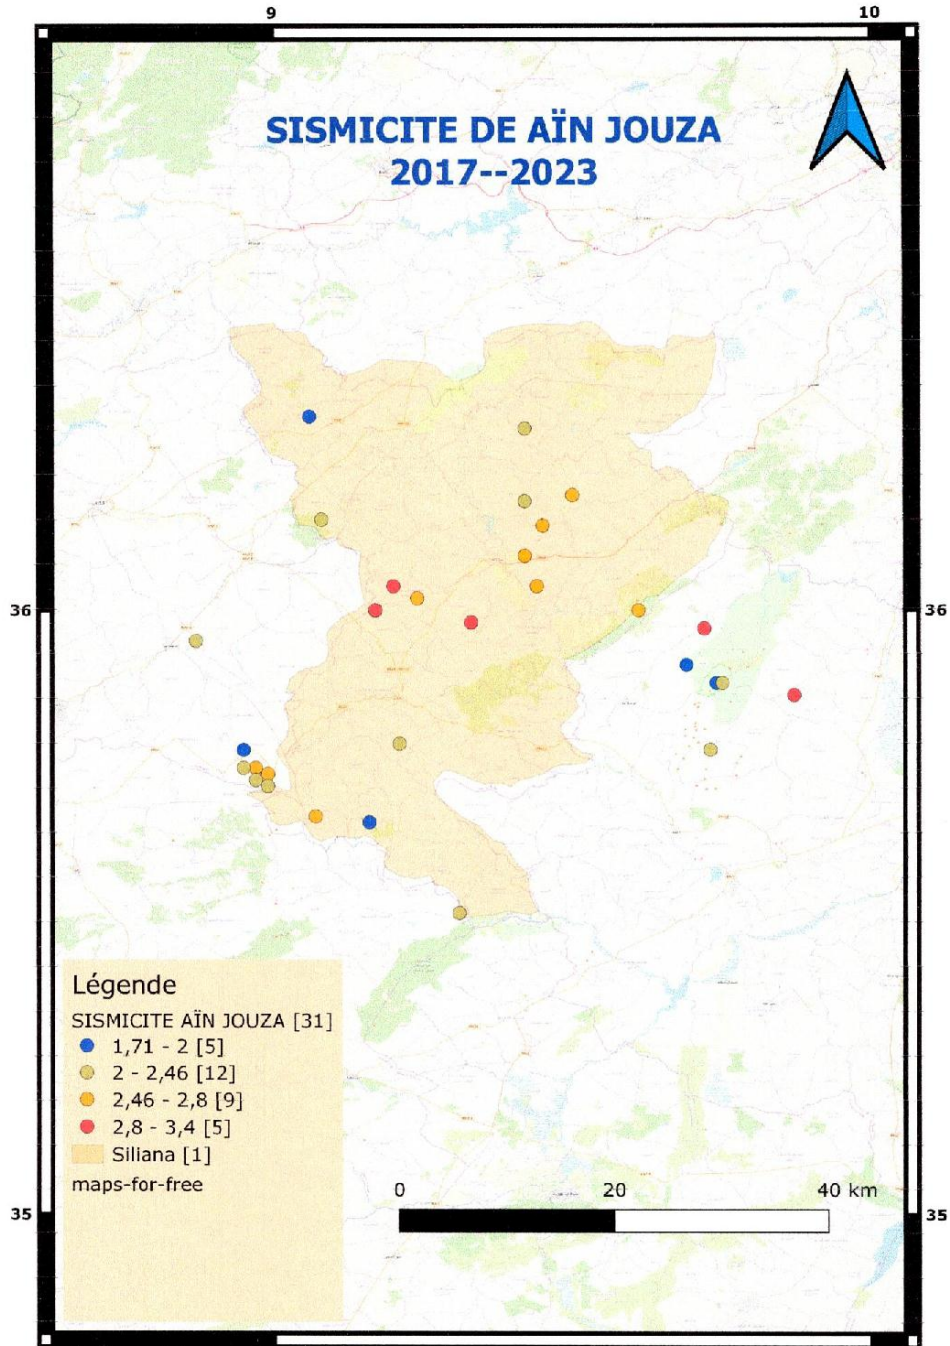 9 10
SISMICITE DE AÏN JOUZA
2017--2023
36 36
Légende
SISMICITE AÏN JOUZA [31]
1,71 - 2 [5]
2 - 2,46 [12]
2,46 - 2,8 [9]
2,8 - 3,4 [5]
Siliana [1]
maps-for-free
0 20 40 km
35 35